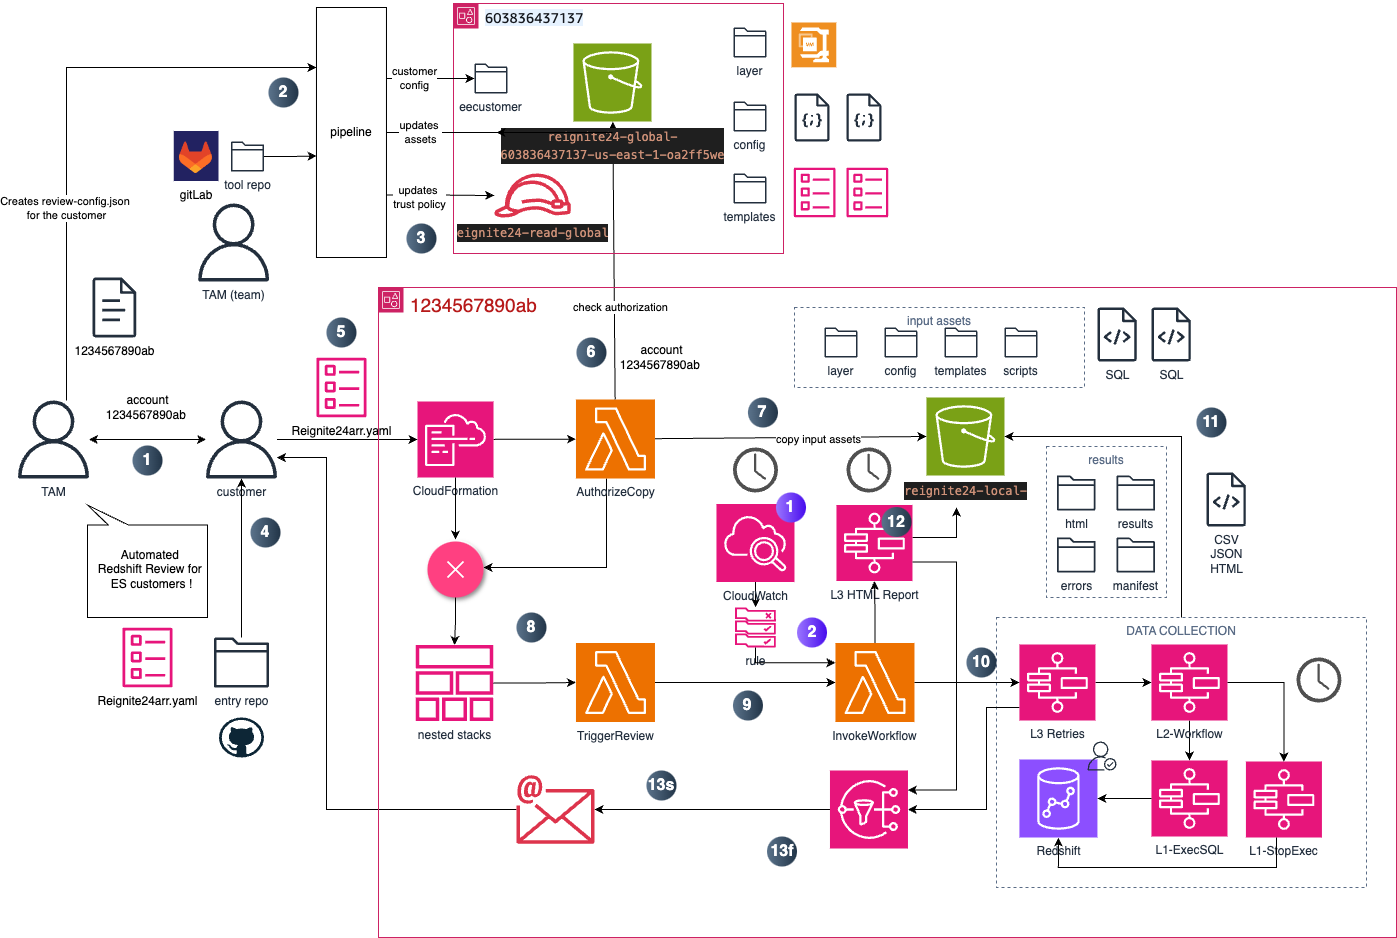 603836437137
layer
customer
config
eecustomer
2
pipeline
updates
assets
reignite24-global-
603836437137-us-east-1-oa2ff5we
config
gitLab
tool repo
updates
trust policy
Creates review-config.json
for the customer
templates
eignite24-read-global
3
TAM (team)
1234567890ab
check authorization
input assets
layer
config
templates
scripts
SQL
SQL
5
6
account
1234567890ab
1234567890ab
account
1234567890ab
Reignite24arr.yaml
7
11
copy input assets
1
TAM
customer
CloudFormation
AuthorizeCopy
reignite24-local-
results
html
results
errors
manifest
CSV
JSON
HTML
1
12
4
Automated
Redshift Review for
ES customers !
CloudWatch
L3 HTML Report
8
2
rule
DATA COLLECTION
10
Reignite24arr.yaml
entry repo
nested stacks
TriggerReview
9
InvokeWorkflow
L3 Retries
L2-Workflow
@
13s
13f
Redshift
L1-ExecSQL
L1-StopExec